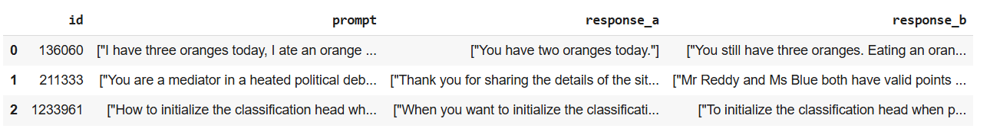 id prompt response_a response_b
0 136060 ["I have three oranges today, I ate an orange ... ["You have two oranges today."] ["You still have three oranges. Eating an oran...
1 211333 ["You are a mediator in a heated political deb... ["Thank you for sharing the details of the sit... ["Mr Reddy and Ms Blue both have valid points ...
2 1233961 ["How to initialize the classification head wh... ["When you want to initialize the classificati... ["To initialize the classification head when p...